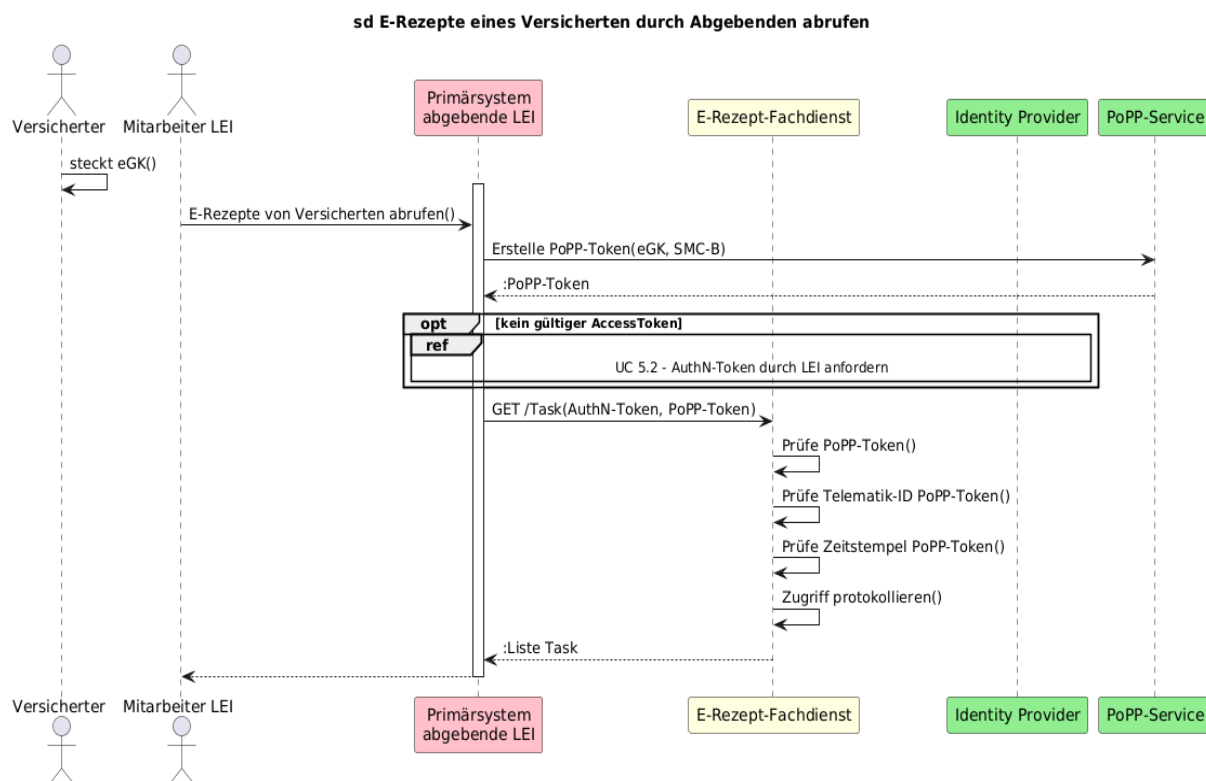 sd E-Rezepte eines Versicherten durch Abgebenden abrufen
Versicherter
Mitarbeiter LEI
Primärsystem
abgebende LEI
E-Rezept-Fachdienst
Identity Provider
PoPP-Service
steckt eGK()
E-Rezepte von Versicherten abrufen()
Erstelle PoPP-Token(eGK, SMC-B)
:PoPP-Token
opt
[kein gültiger AccessToken]
ref
UC 5.2 - AuthN-Token durch LEI anfordern
GET /Task(AuthN-Token, PoPP-Token)
Prüfe PoPP-Token()
Prüfe Telematik-ID PoPP-Token()
Prüfe Zeitstempel PoPP-Token()
Zugriff protokollieren()
:Liste Task
Versicherter
Mitarbeiter LEI
Primärsystem
abgebende LEI
E-Rezept-Fachdienst
Identity Provider
PoPP-Service